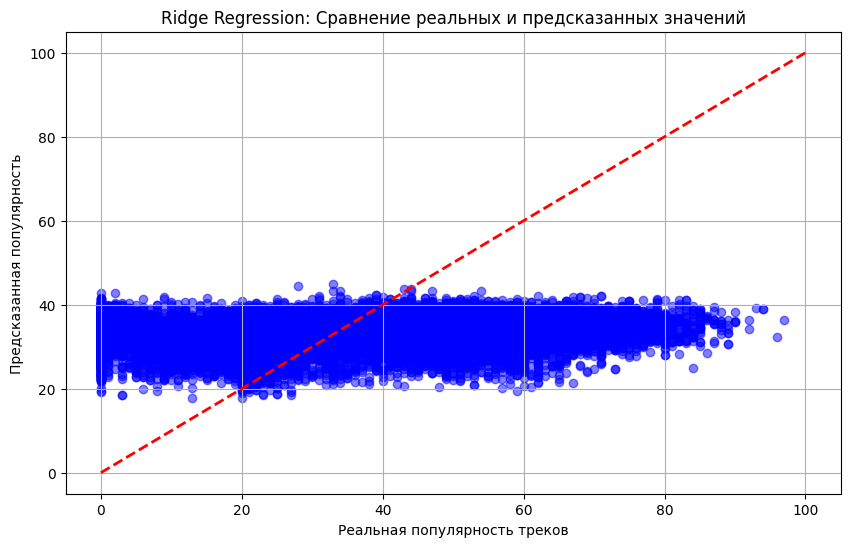 Ridge Regression: Сравнение реальных и предсказанных значений
Предсказанная популярность
100
80
60
40
20
0
0 20 40 60 80 100
Реальная популярность треков